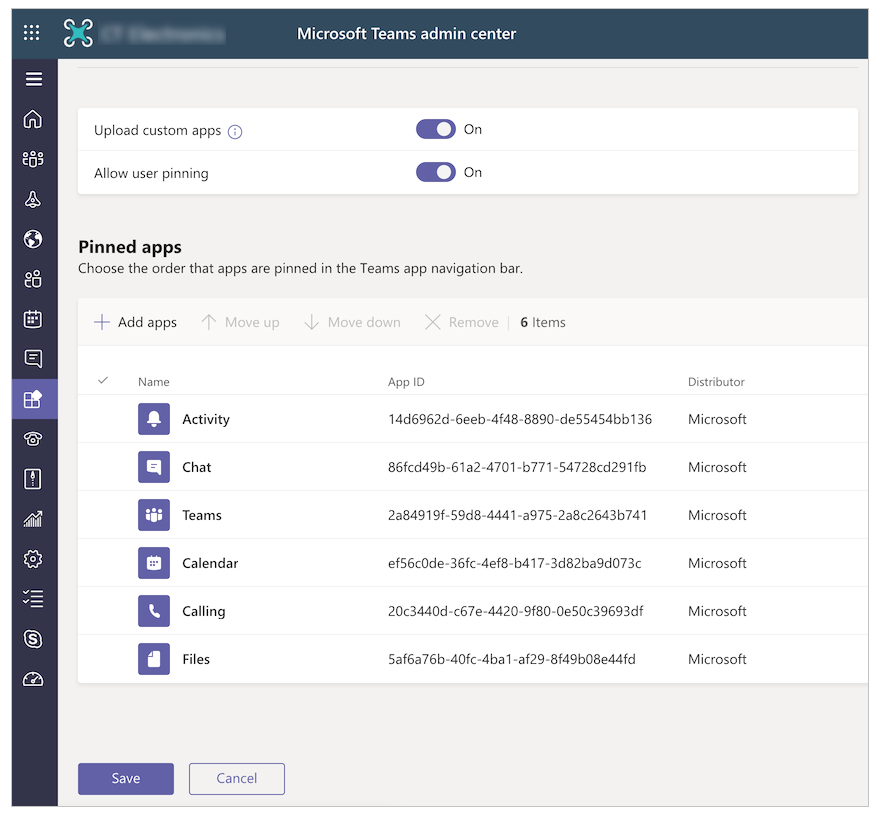 Microsoft Teams admin center
Upload custom apps On
Allow user pinning On
Pinned apps
Choose the order that apps are pinned in the Teams app navigation bar.
Add apps Move up Move down Remove 6 Items
Name App ID Distributor
Activity 14d6962d-6eeb-4f48-8890-de55454bb136 Microsoft
Chat 86fcd49b-61a2-4701-b771-54728cd291fb Microsoft
Teams 2a84919f-59d8-4441-a975-2a8c2643b741 Microsoft
Calendar ef56c0de-36fc-4ef8-b417-3d82ba9d073c Microsoft
Calling 20c3440d-c67e-4420-9f80-0e50c39693df Microsoft
Files 5af6a76b-40fc-4ba1-af29-8f49b08e44fd Microsoft
Save Cancel